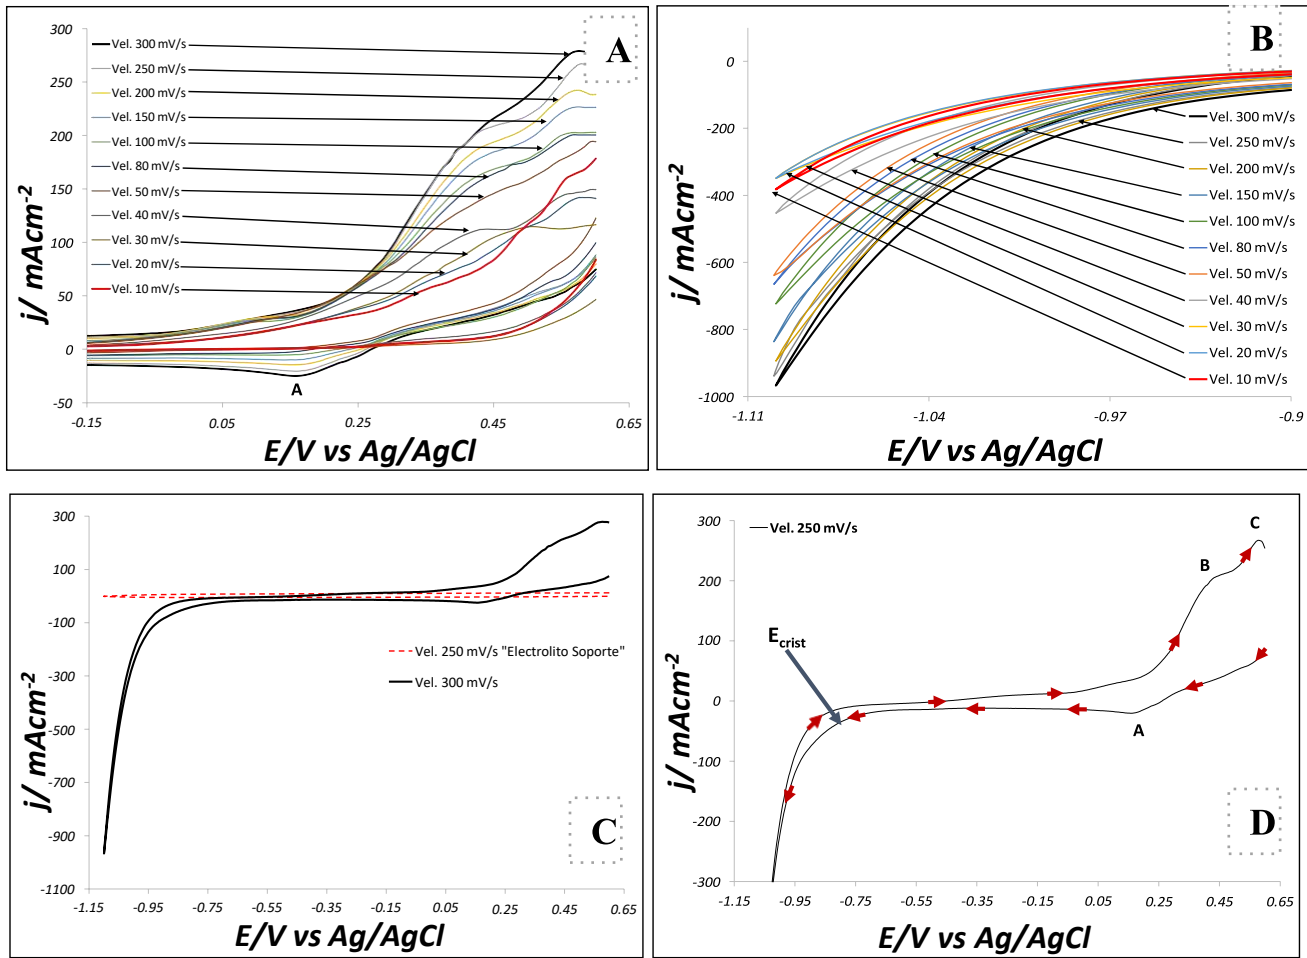 A
300
250
200
150
100
50
0
-50
j/ mAcm-2
Vel. 300 mV/s
Vel. 250 mV/s
Vel. 200 mV/s
Vel. 150 mV/s
Vel. 100 mV/s
Vel. 80 mV/s
Vel. 50 mV/s
Vel. 40 mV/s
Vel. 30 mV/s
Vel. 20 mV/s
Vel. 10 mV/s
A
-0.15
0.05
0.25
0.45
0.65
E/V vs Ag/AgCl
B
0
-200
-400
-600
-800
-1000
j/ mAcm-2
Vel. 300 mV/s
Vel. 250 mV/s
Vel. 200 mV/s
Vel. 150 mV/s
Vel. 100 mV/s
Vel. 80 mV/s
Vel. 50 mV/s
Vel. 40 mV/s
Vel. 30 mV/s
Vel. 20 mV/s
Vel. 10 mV/s
-1.11
-1.04
-0.97
-0.9
E/V vs Ag/AgCl
300
100
-100
-300
-500
-700
-900
-1100
j/ mAcm-2
Vel. 250 mV/s "Electrolito Soporte"
Vel. 300 mV/s
C
-1.15
-0.95
-0.75
-0.55
-0.35
-0.15
0.05
0.25
0.45
0.65
E/V vs Ag/AgCl
300
200
100
0
-100
-200
-300
j/ mAcm-2
Vel. 250 mV/s
C
B
Ecrist
A
D
-1.15
-0.95
-0.75
-0.55
-0.35
-0.15
0.05
0.25
0.45
0.65
E/V vs Ag/AgCl